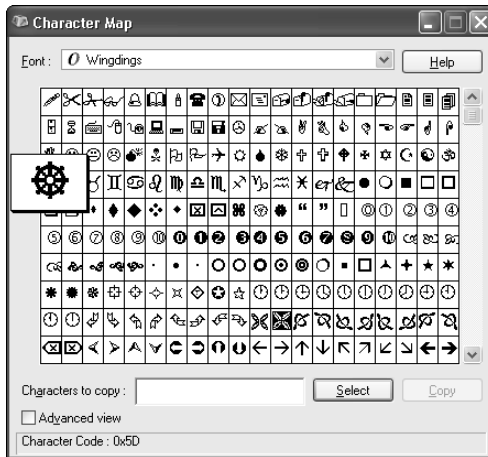 Character Map
Font : O Wingdings Help
Characters to copy : Select Copy
Advanced view
Character Code : 0x5D